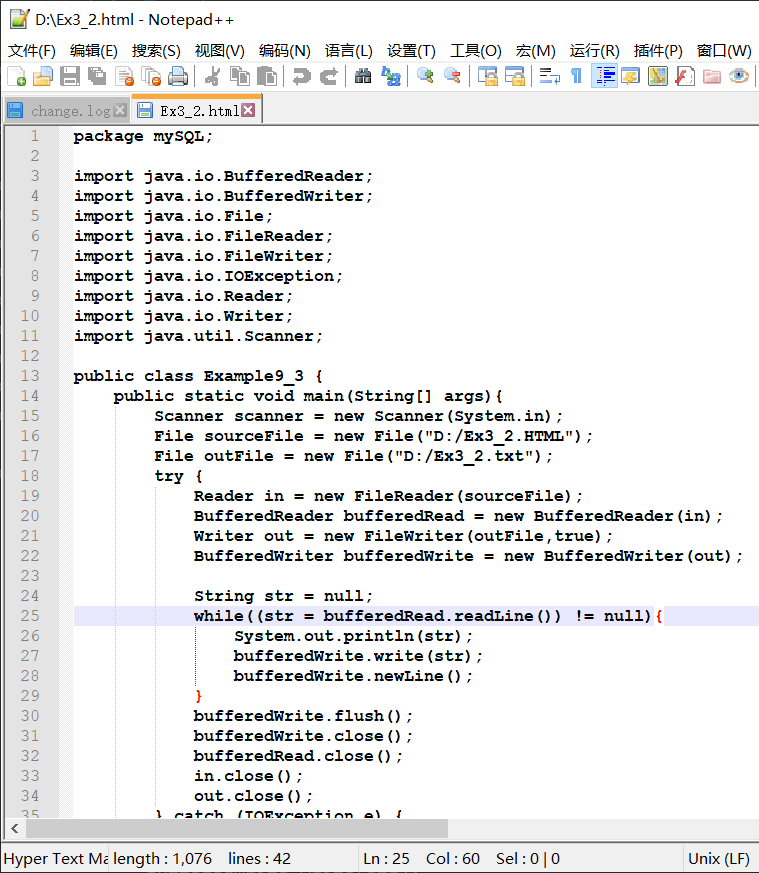 D:\Ex3_2.html - Notepad++
文件(F) 编辑(E) 搜索(S) 视图(V) 编码(N) 语言(L) 设置(T) 工具(O) 宏(M) 运行(R) 插件(P) 窗口(W)
change.log Ex3_2.html
1 package mySQL;
2
3 import java.io.BufferedReader;
4 import java.io.BufferedWriter;
5 import java.io.File;
6 import java.io.FileReader;
7 import java.io.FileWriter;
8 import java.io.IOException;
9 import java.io.Reader;
10 import java.io.Writer;
11 import java.util.Scanner;
12
13 public class Example9_3 {
14 public static void main(String[] args){
15 Scanner scanner = new Scanner(System.in);
16 File sourceFile = new File("D:/Ex3_2.HTML");
17 File outFile = new File("D:/Ex3_2.txt");
18 try {
19 Reader in = new FileReader(sourceFile);
20 BufferedReader bufferedRead = new BufferedReader(in);
21 Writer out = new FileWriter(outFile,true);
22 BufferedWriter bufferedWrite = new BufferedWriter(out);
23
24 String str = null;
25 while((str = bufferedRead.readLine()) != null){
26 System.out.println(str);
27 bufferedWrite.write(str);
28 bufferedWrite.newLine();
29 }
30 bufferedWrite.flush();
31 bufferedWrite.close();
32 bufferedRead.close();
33 in.close();
34 out.close();
35 } catch (IOException e) {
Hyper Text Ma length : 1,076 lines : 42 Ln : 25 Col : 60 Sel : 0 | 0 Unix (LF)